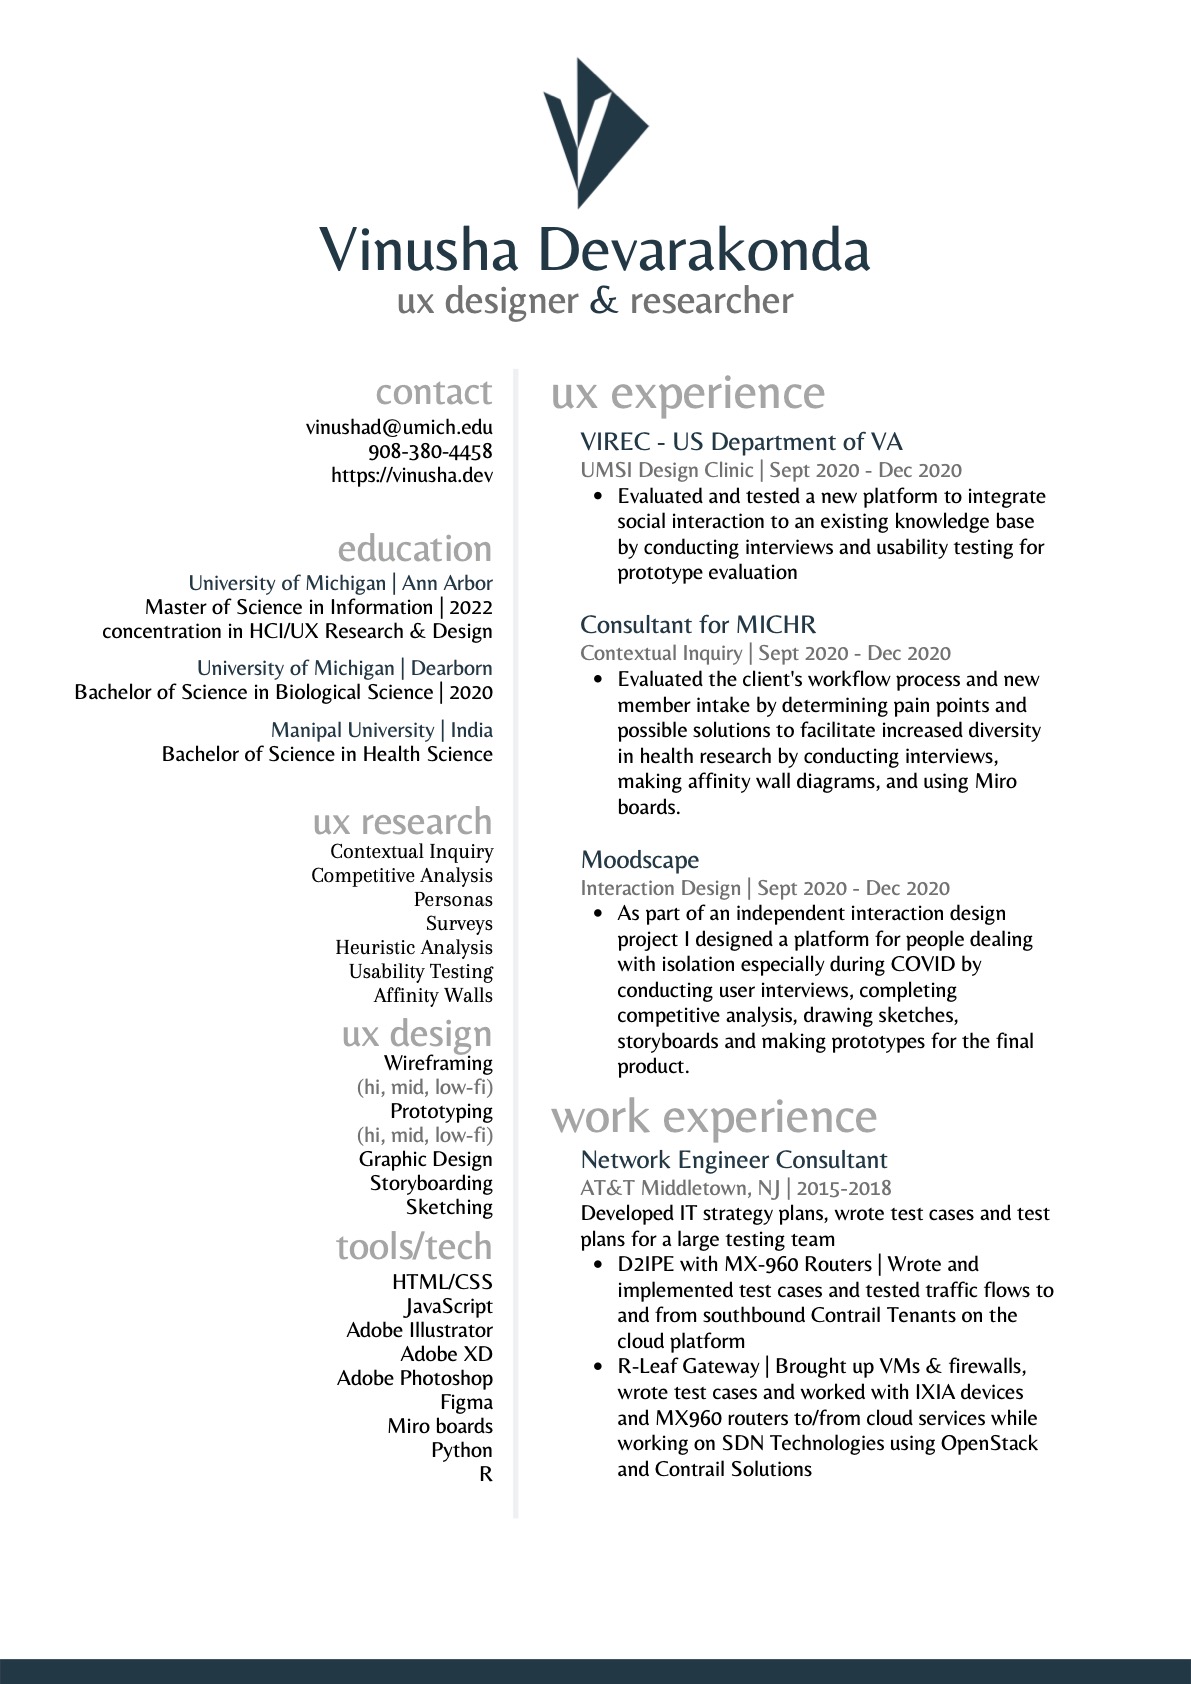 Vinusha Devarakonda
ux designer & researcher
contact
vinushad@umich.edu
908-380-4458
https://vinusha.dev
education
University of Michigan | Ann Arbor
Master of Science in Information | 2022
concentration in HCI/UX Research & Design
University of Michigan | Dearborn
Bachelor of Science in Biological Science | 2020
Manipal University | India
Bachelor of Science in Health Science
ux research
Contextual Inquiry
Competitive Analysis
Personas
Surveys
Heuristic Analysis
Usability Testing
Affinity Walls
ux design
Wireframing
(hi, mid, low-fi)
Prototyping
(hi, mid, low-fi)
Graphic Design
Storyboarding
Sketching
tools/tech
HTML/CSS
JavaScript
Adobe Illustrator
Adobe XD
Adobe Photoshop
Figma
Miro boards
Python
R
ux experience
VIREC - US Department of VA
UMSI Design Clinic | Sept 2020 - Dec 2020
• Evaluated and tested a new platform to integrate
social interaction to an existing knowledge base
by conducting interviews and usability testing for
prototype evaluation
Consultant for MICHR
Contextual Inquiry | Sept 2020 - Dec 2020
• Evaluated the client's workflow process and new
member intake by determining pain points and
possible solutions to facilitate increased diversity
in health research by conducting interviews,
making affinity wall diagrams, and using Miro
boards.
Moodscape
Interaction Design | Sept 2020 - Dec 2020
• As part of an independent interaction design
project I designed a platform for people dealing
with isolation especially during COVID by
conducting user interviews, completing
competitive analysis, drawing sketches,
storyboards and making prototypes for the final
product.
work experience
Network Engineer Consultant
AT&T Middletown, NJ | 2015-2018
Developed IT strategy plans, wrote test cases and test
plans for a large testing team
• D2IPE with MX-960 Routers | Wrote and
implemented test cases and tested traffic flows to
and from southbound Contrail Tenants on the
cloud platform
• R-Leaf Gateway | Brought up VMs & firewalls,
wrote test cases and worked with IXIA devices
and MX960 routers to/from cloud services while
working on SDN Technologies using OpenStack
and Contrail Solutions